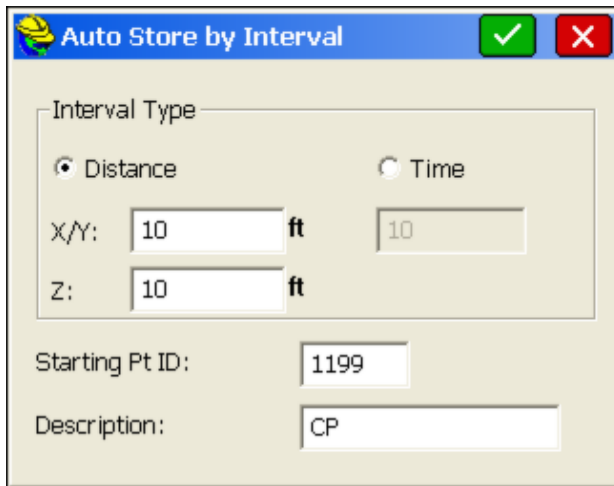 Auto Store by Interval
Interval Type
Distance Time
X/Y: 10 ft 10
Z: 10 ft
Starting Pt ID: 1199
Description: CP